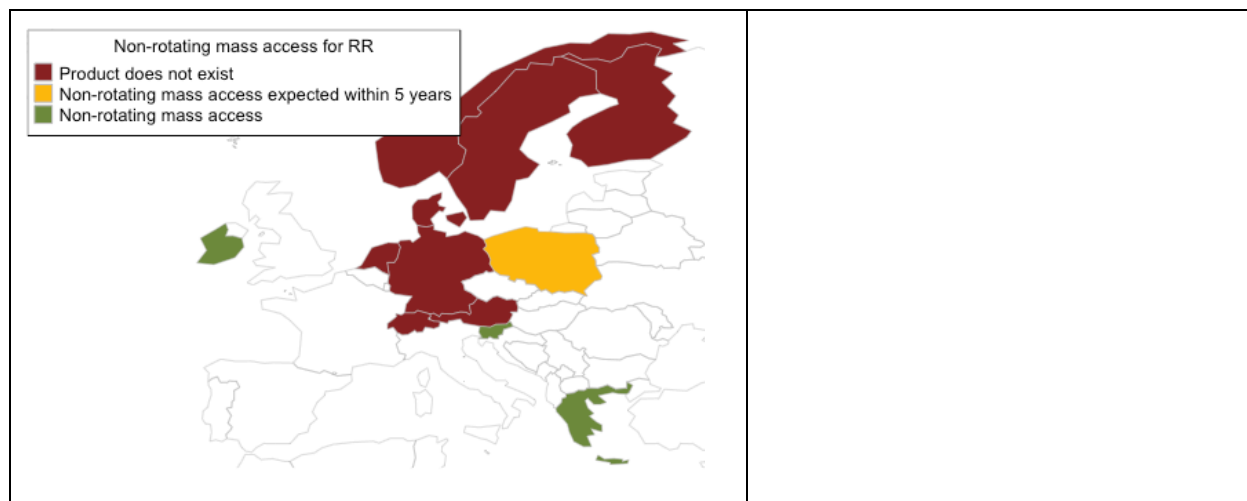 Non-rotating mass access for RR
Product does not exist
Non-rotating mass access expected within 5 years
Non-rotating mass access